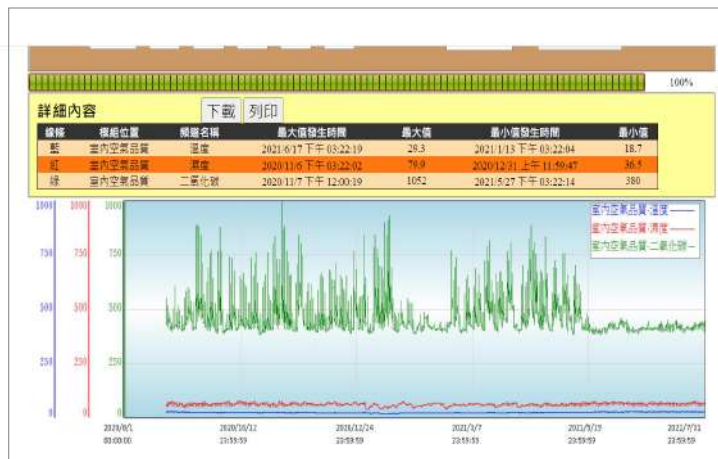 100%
詳細內容 下載 列印
線條 模組位置 頻道名稱 最大值發生時間 最大值 最小值發生時間 最小值
藍 室內空氣品質 溫度 2021/6/17 下午 03:22:19 29.3 2021/1/13 下午 03:22:04 18.7
紅 室內空氣品質 濕度 2020/11/6 下午 03:22:02 79.9 2020/12/31 上午 11:59:47 36.5
綠 室內空氣品質 二氧化碳 2020/11/7 下午 12:00:19 1052 2021/5/27 下午 03:22:14 380
1000 1000 1000
室內空氣品質-溫度
室內空氣品質-濕度
室內空氣品質-二氧化碳
750 750 750
500 500 500
250 250 250
0 0 0
2020/8/1 2020/10/12 2020/12/24 2021/3/7 2021/5/19 2021/7/31
00:00:00 23:59:59 23:59:59 23:59:59 23:59:59 23:59:59